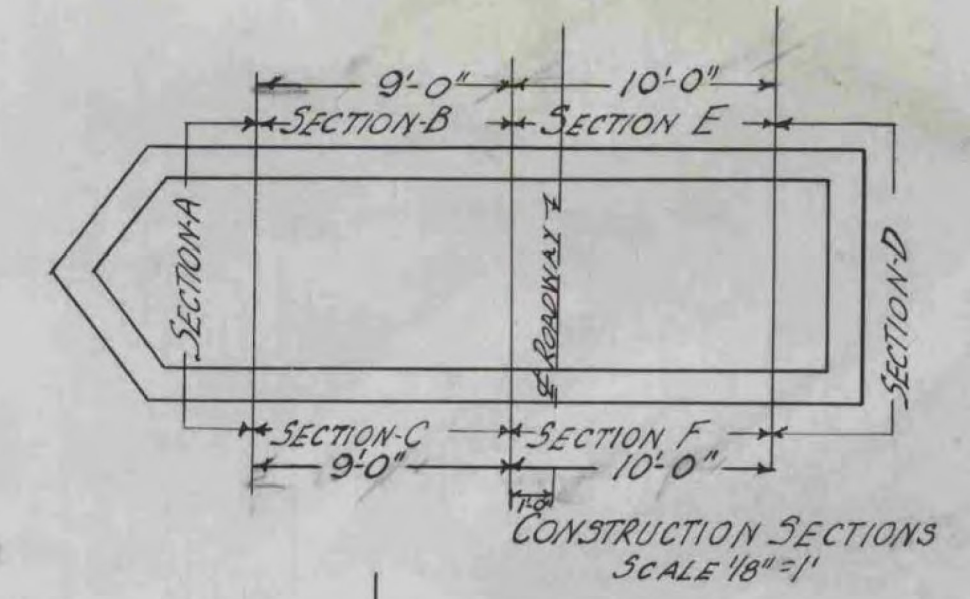 9'-0" 10'-0"
SECTION-B SECTION E
SECTION-A
℄ ROADWAY
SECTION-D
SECTION-C SECTION F
9'-0" 10'-0"
1'-0"
CONSTRUCTION SECTIONS
SCALE 1/8"=1'